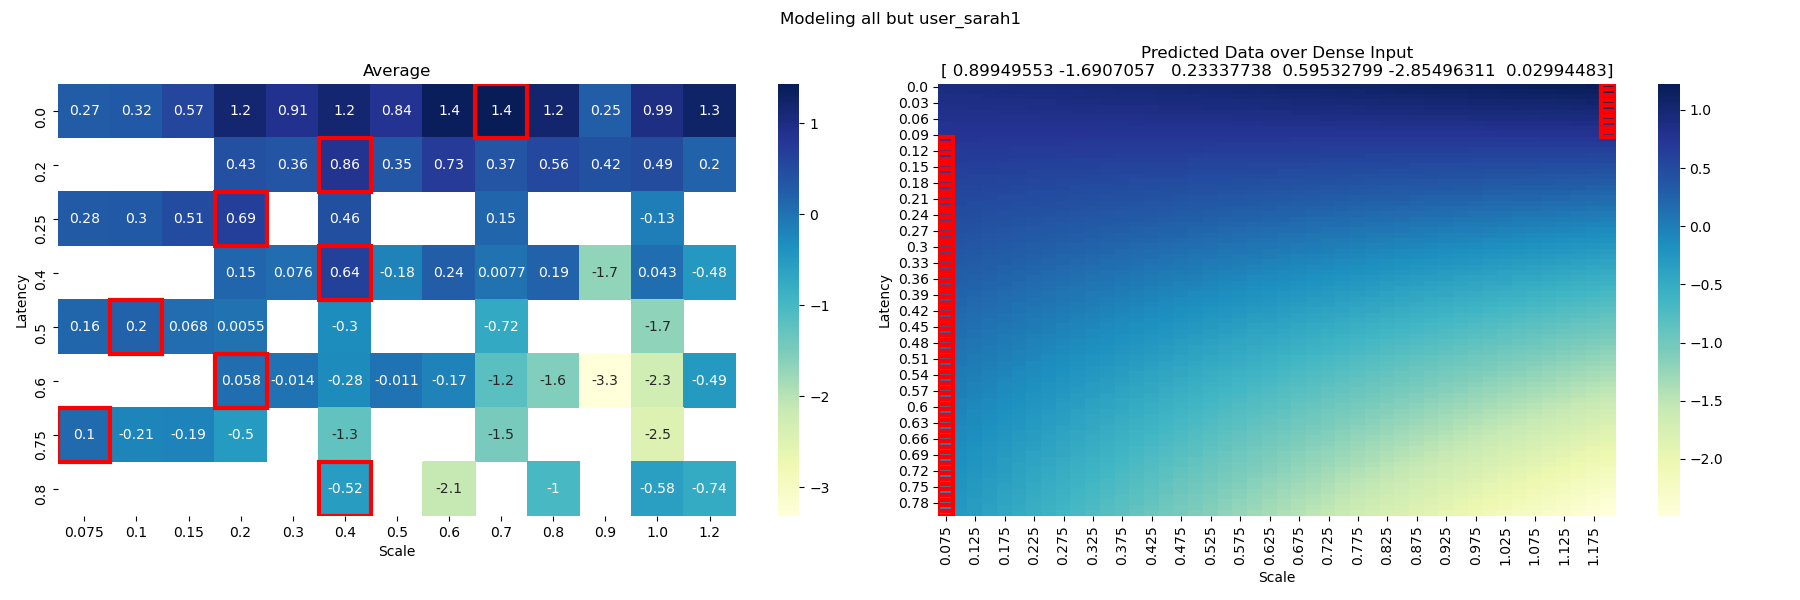 Modeling all but user_sarah1
Average
0.0 0.27 0.32 0.57 1.2 0.91 1.2 0.84 1.4 1.4 1.2 0.25 0.99 1.3
0.2 0.43 0.36 0.86 0.35 0.73 0.37 0.56 0.42 0.49 0.2
0.25 0.28 0.3 0.51 0.69 0.46 0.15 -0.13
0.4 0.15 0.076 0.64 -0.18 0.24 0.0077 0.19 -1.7 0.043 -0.48
0.5 0.16 0.2 0.068 0.0055 -0.3 -0.72 -1.7
0.6 0.058 -0.014 -0.28 -0.011 -0.17 -1.2 -1.6 -3.3 -2.3 -0.49
0.75 0.1 -0.21 -0.19 -0.5 -1.3 -1.5 -2.5
0.8 -0.52 -2.1 -1 -0.58 -0.74
0.075 0.1 0.15 0.2 0.3 0.4 0.5 0.6 0.7 0.8 0.9 1.0 1.2
Scale
Latency
1
0
−1
−2
−3
Predicted Data over Dense Input
[ 0.89949553 -1.6907057 0.23337738 0.59532799 -2.85496311 0.02994483]
0.0
0.03
0.06
0.09
0.12
0.15
0.18
0.21
0.24
0.27
0.3
0.33
0.36
0.39
0.42
0.45
0.48
0.51
0.54
0.57
0.6
0.63
0.66
0.69
0.72
0.75
0.78
Latency
0.075 0.125 0.175 0.225 0.275 0.325 0.375 0.425 0.475 0.525 0.575 0.625 0.675 0.725 0.775 0.825 0.875 0.925 0.975 1.025 1.075 1.125 1.175
Scale
1.0
0.5
0.0
−0.5
−1.0
−1.5
−2.0